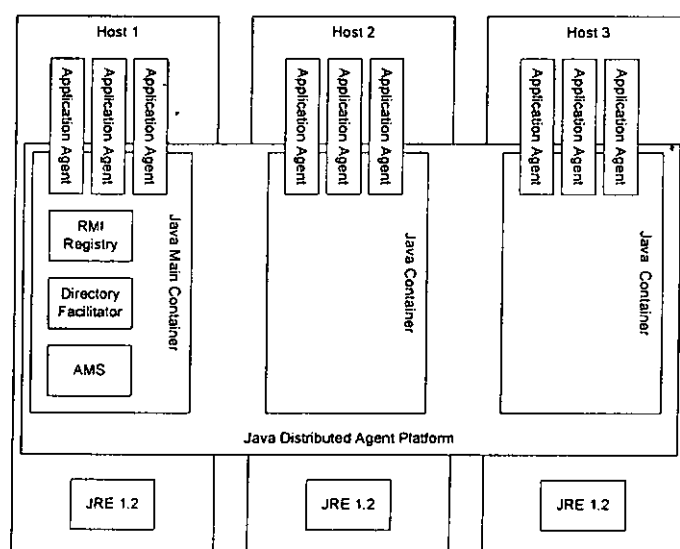 Host 1
Host 2
Host 3
Application Agent
Application Agent
Application Agent
Application Agent
Application Agent
Application Agent
Application Agent
Application Agent
Application Agent
RMI
Registry
Directory
Facilitator
AMS
Java Main Container
Java Container
Java Container
Java Distributed Agent Platform
JRE 1.2
JRE 1.2
JRE 1.2